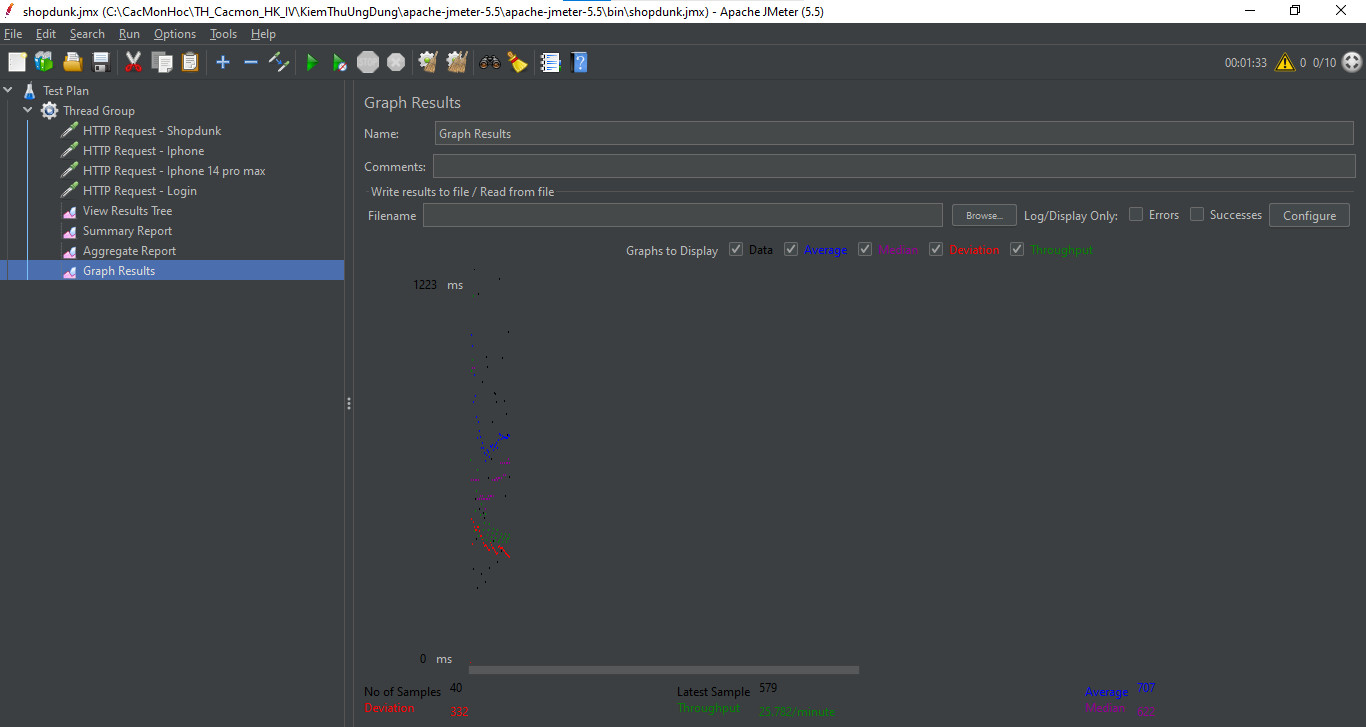 shopdunk.jmx (C:\CacMonHoc\TH_Cacmon_HK_IV\KiemThuUngDung\apache-jmeter-5.5\apache-jmeter-5.5\bin\shopdunk.jmx) - Apache JMeter (5.5)
File Edit Search Run Options Tools Help
STOP 00:01:33 0 0/10
Test Plan
Thread Group
HTTP Request - Shopdunk
HTTP Request - Iphone
HTTP Request - Iphone 14 pro max
HTTP Request - Login
View Results Tree
Summary Report
Aggregate Report
Graph Results
Graph Results
Name: Graph Results
Comments:
Write results to file / Read from file
Filename Browse... Log/Display Only: Errors Successes Configure
Graphs to Display Data Average Median Deviation Throughput
1223 ms
0 ms
No of Samples 40 Latest Sample 579 Average 707
Deviation 332 Throughput 25.782/minute Median